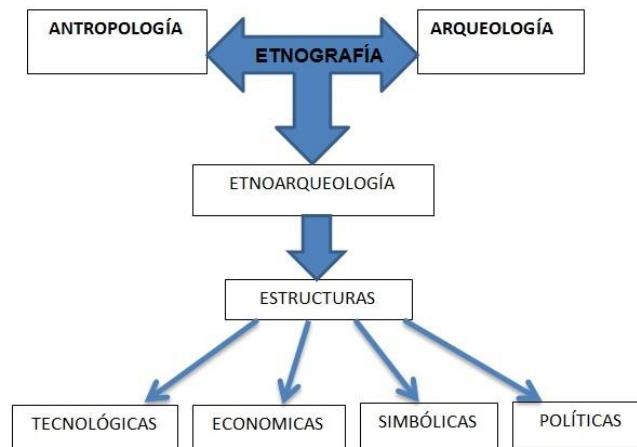 ANTROPOLOGÍA
ETNOGRAFÍA
ARQUEOLOGÍA
ETNOARQUEOLOGÍA
ESTRUCTURAS
TECNOLÓGICAS
ECONOMICAS
SIMBÓLICAS
POLÍTICAS